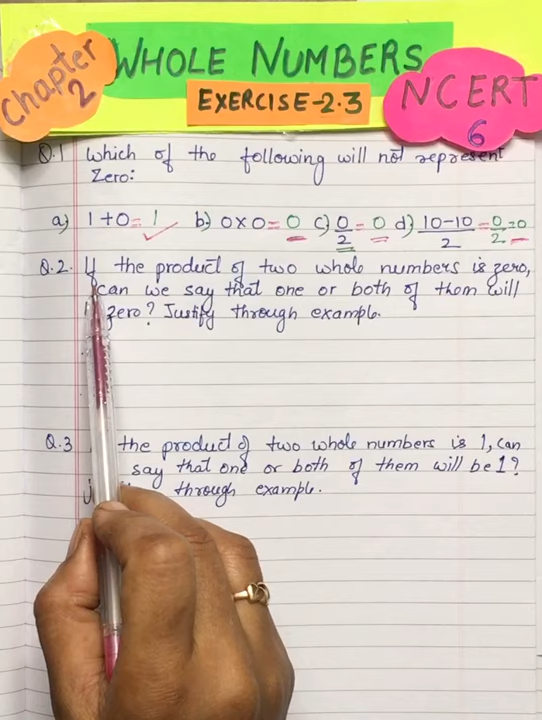 Chapter
2
WHOLE NUMBERS
EXERCISE-2.3
NCERT
6
Q.1 Which of the following will not represent
Zero:
a) 1+0=1 b) 0×0=0 c) 0/2=0 d) 10-10/2=0/2=0
Q.2. If the product of two whole numbers is zero,
can we say that one or both of them will
zero? Justify through example.
Q.3 the product of two whole numbers is 1, can
say that one or both of them will be 1?
through example.